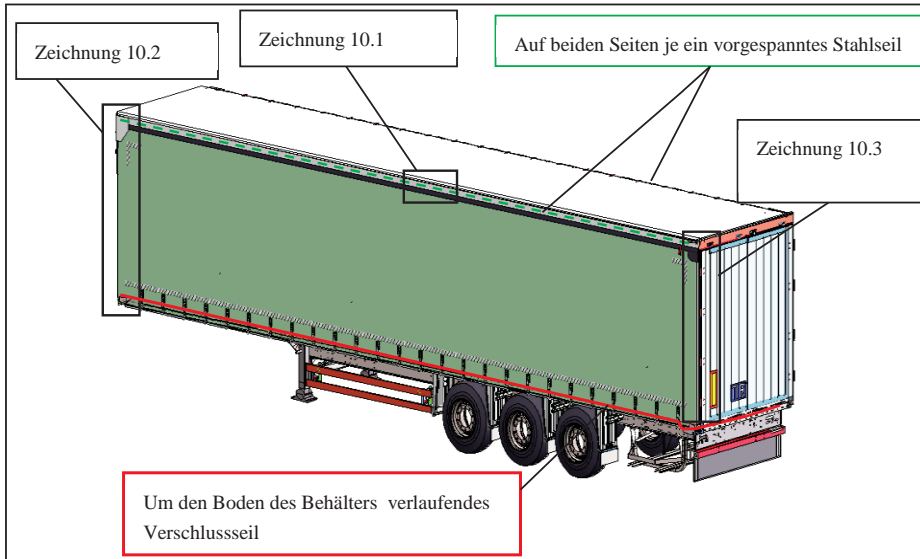 Zeichnung 10.2
Zeichnung 10.1
Auf beiden Seiten je ein vorgespanntes Stahlseil
Zeichnung 10.3
Um den Boden des Behälters verlaufendes
Verschlussseil